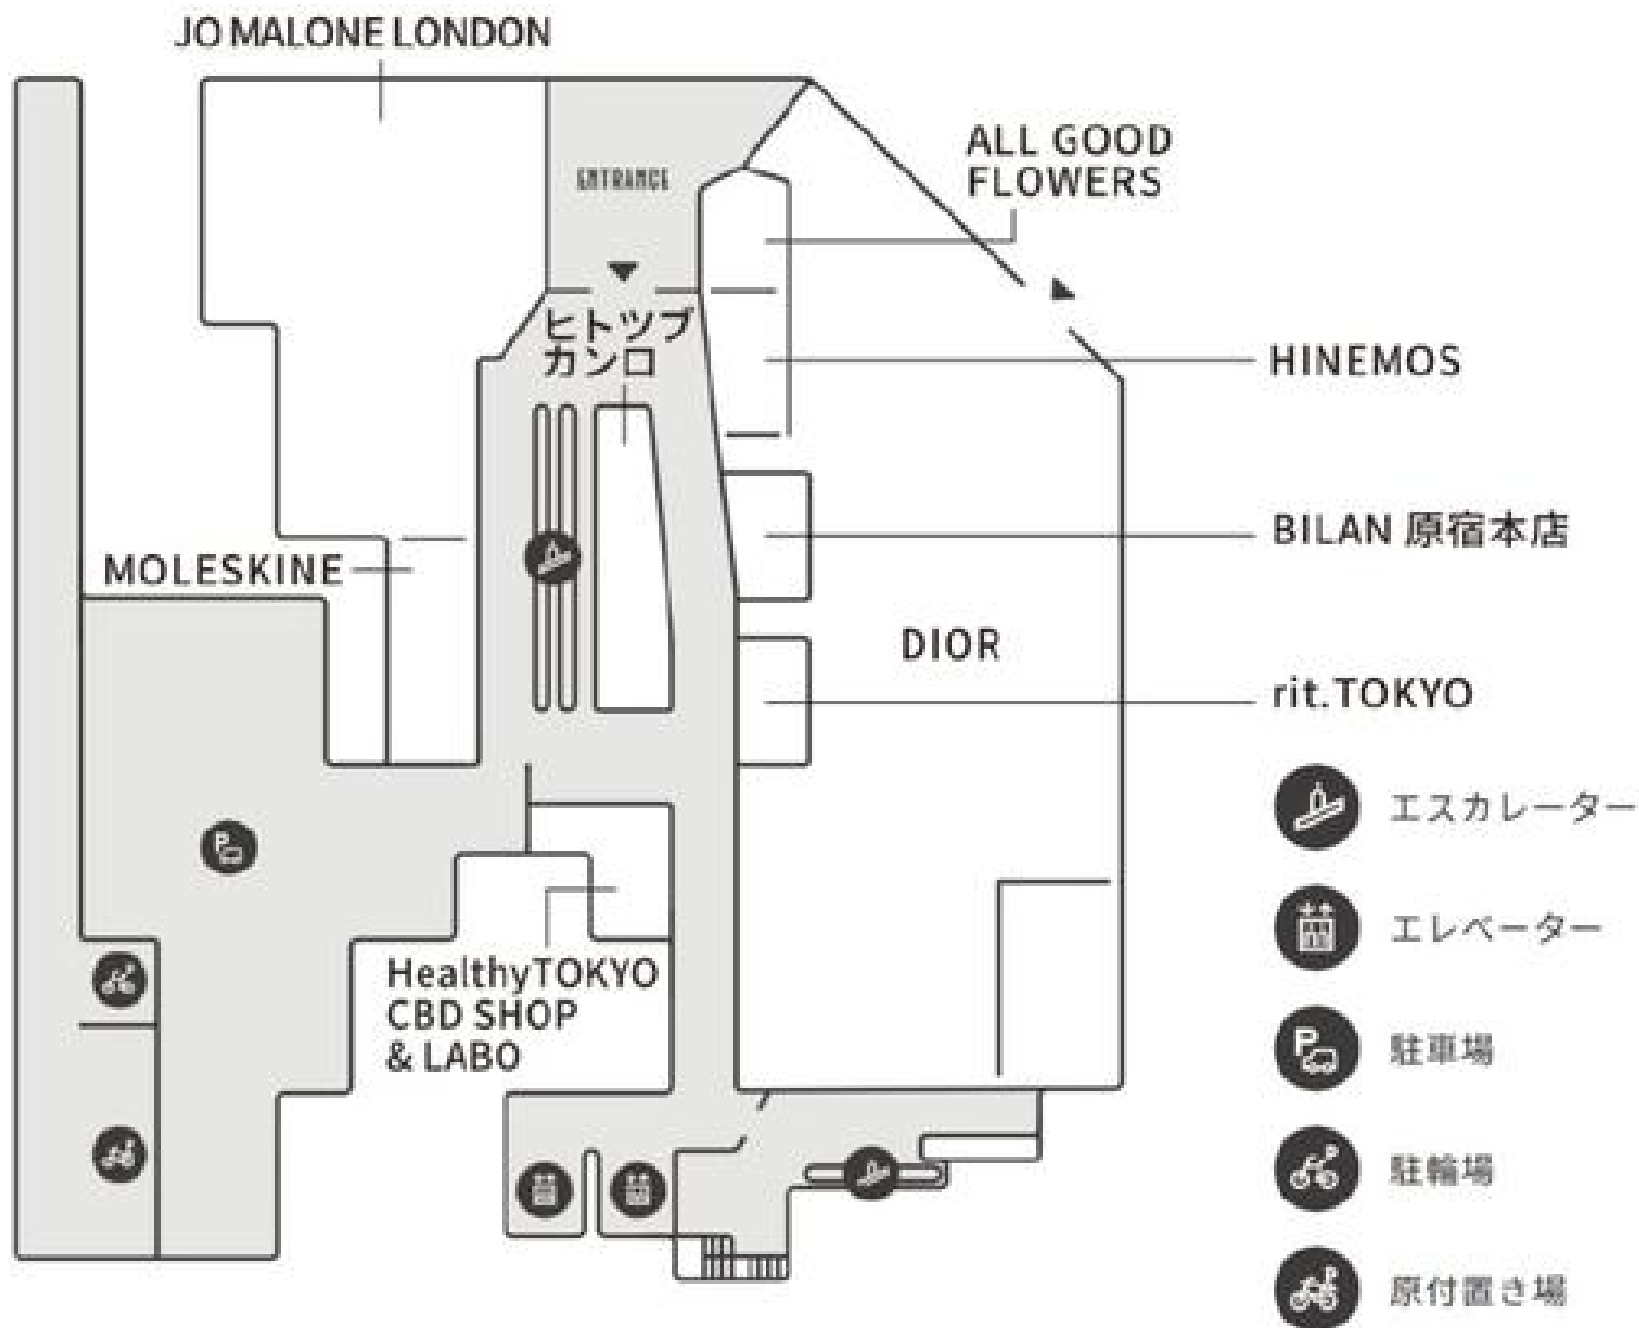 JO MALONE LONDON
ALL GOOD
FLOWERS
ENTRANCE
ヒトツブ
カンロ
HINEMOS
BILAN 原宿本店
MOLESKINE
DIOR
rit.TOKYO
エスカレーター
P
エレベーター
HealthyTOKYO
CBD SHOP
& LABO
P
駐車場
駐輪場
P
原付置き場